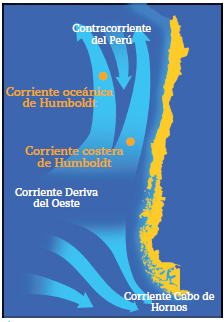 Contracorriente
del Perú
Corriente oceánica
de Humboldt
Corriente costera
de Humboldt
Corriente Deriva
del Oeste
Corriente Cabo de
Hornos